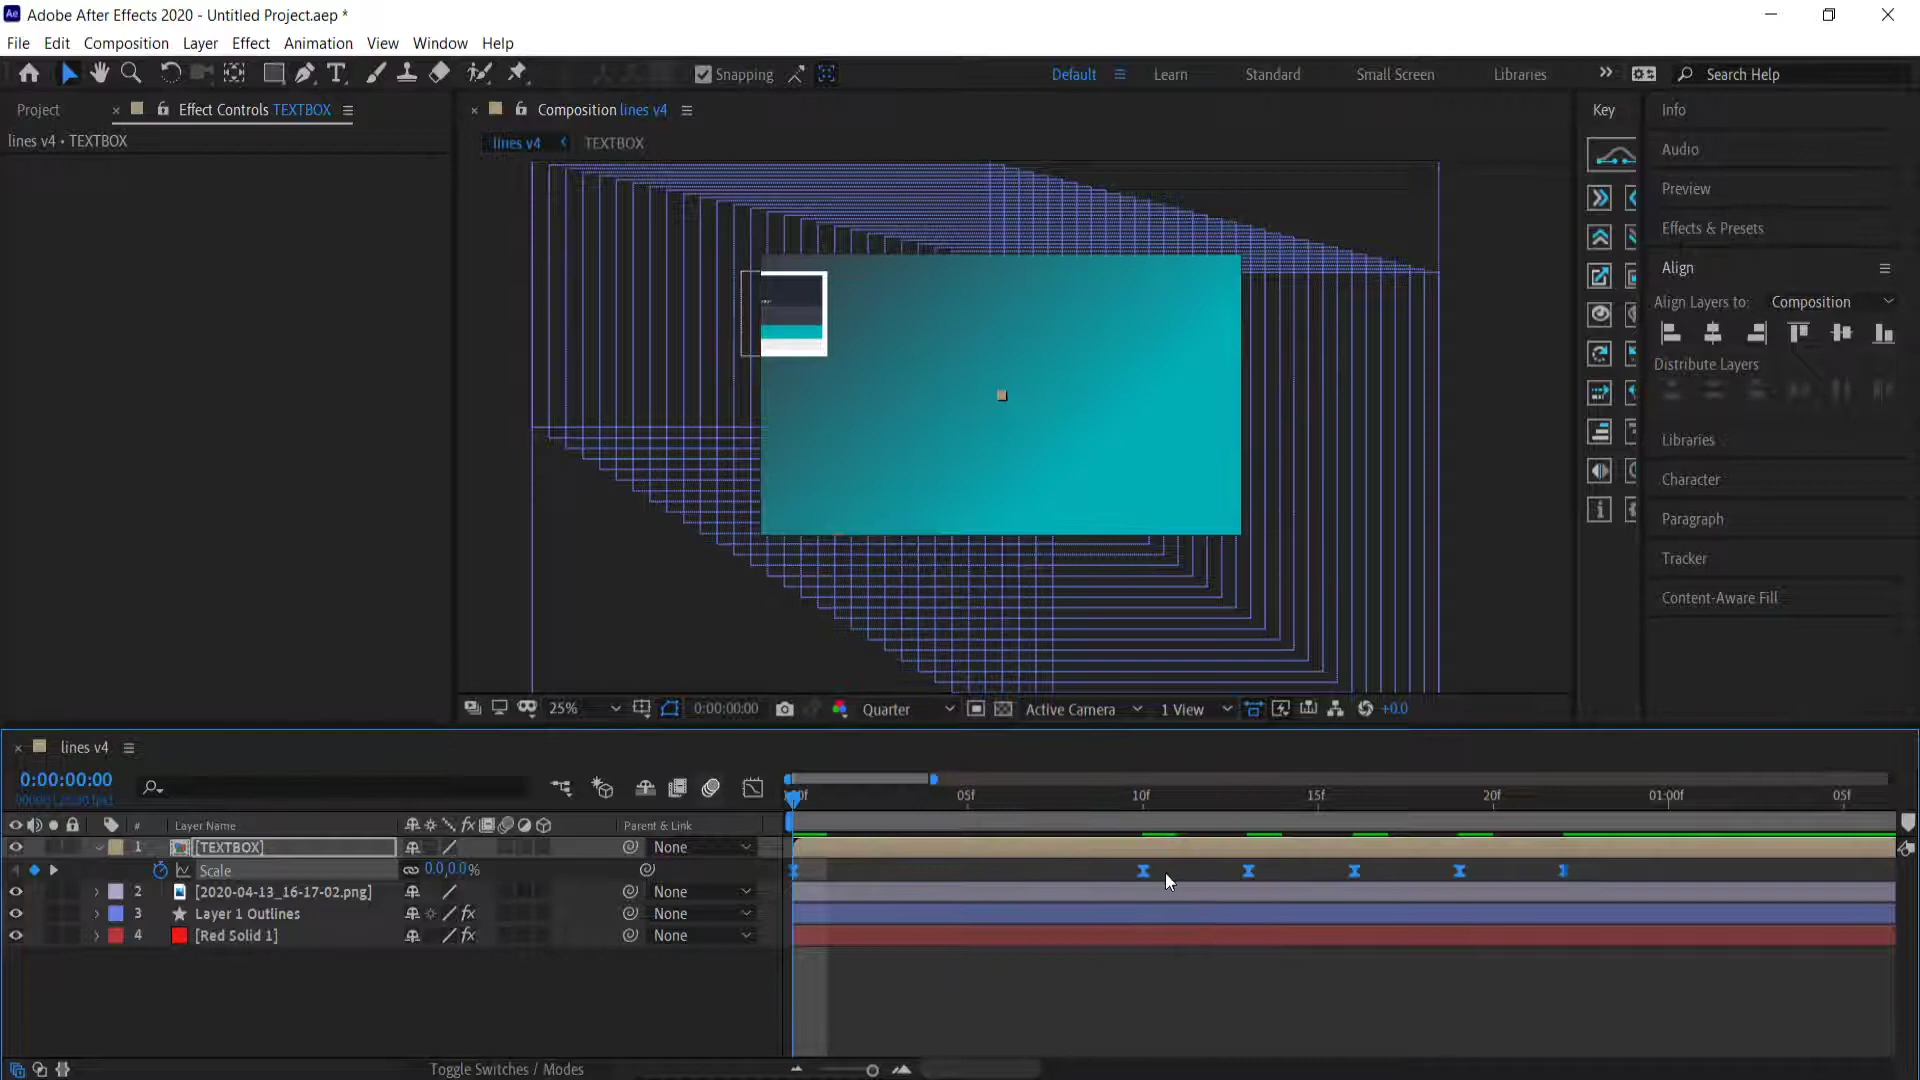 Adobe After Effects 2020 - Untitled Project.aep *
File Edit Composition Layer Effect Animation View Window Help
Snapping Default Learn Standard Small Screen Libraries Search Help
Project Effect Controls TEXTBOX Composition lines v4 Key Info
lines v4 • TEXTBOX
lines v4 TEXTBOX
Audio
Preview
Effects & Presets
Align
Align Layers to: Composition
Distribute Layers
Libraries
Character
Paragraph
Tracker
Content-Aware Fill
25% 0:00:00:00 Quarter Active Camera 1 View +0.0
lines v4
0:00:00:00
05f 10f 15f 20f 01:00f 05f
# Layer Name Parent & Link
1 [TEXTBOX] None
Scale 0.0,0.0%
2 [2020-04-13_16-17-02.png] None
3 Layer 1 Outlines fx None
4 [Red Solid 1] fx None
Toggle Switches / Modes